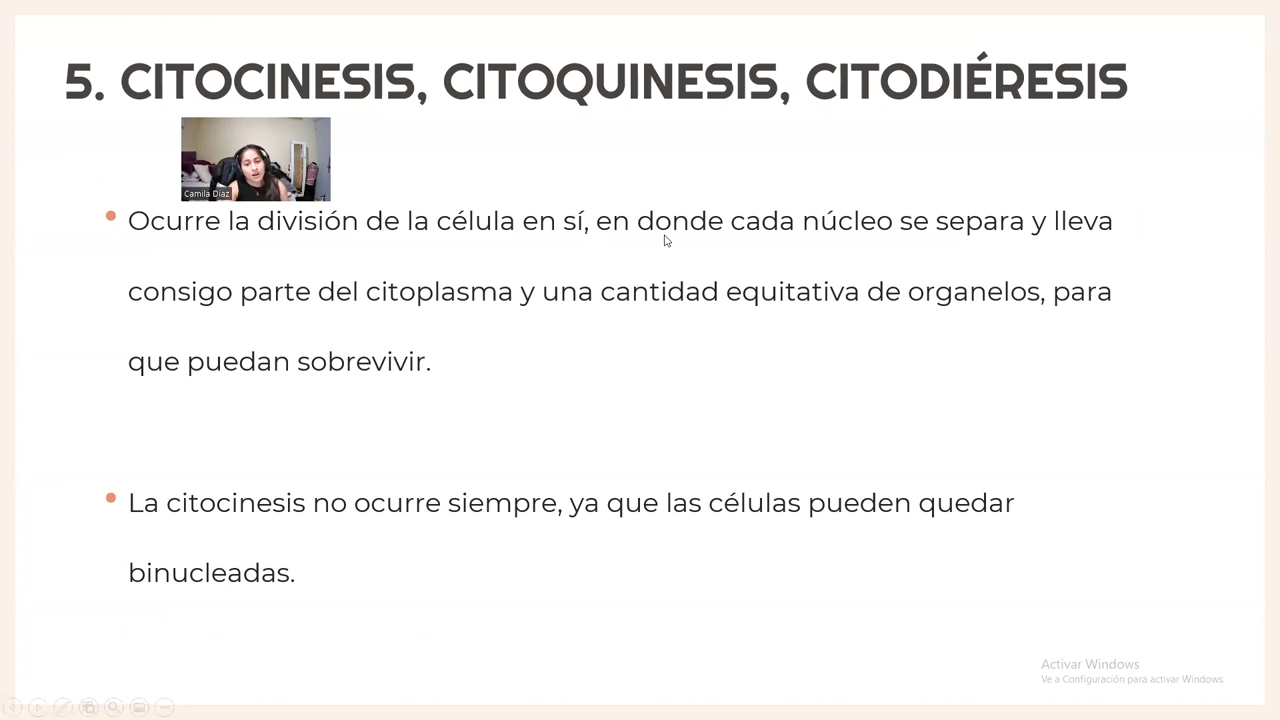 5. CITOCINESIS, CITOQUINESIS, CITODIÉRESIS
Camila Diaz
Ocurre la división de la célula en sí, en donde cada núcleo se separa y lleva
consigo parte del citoplasma y una cantidad equitativa de organelos, para
que puedan sobrevivir.
La citocinesis no ocurre siempre, ya que las células pueden quedar
binucleadas.
Activar Windows
Ve a Configuración para activar Windows.